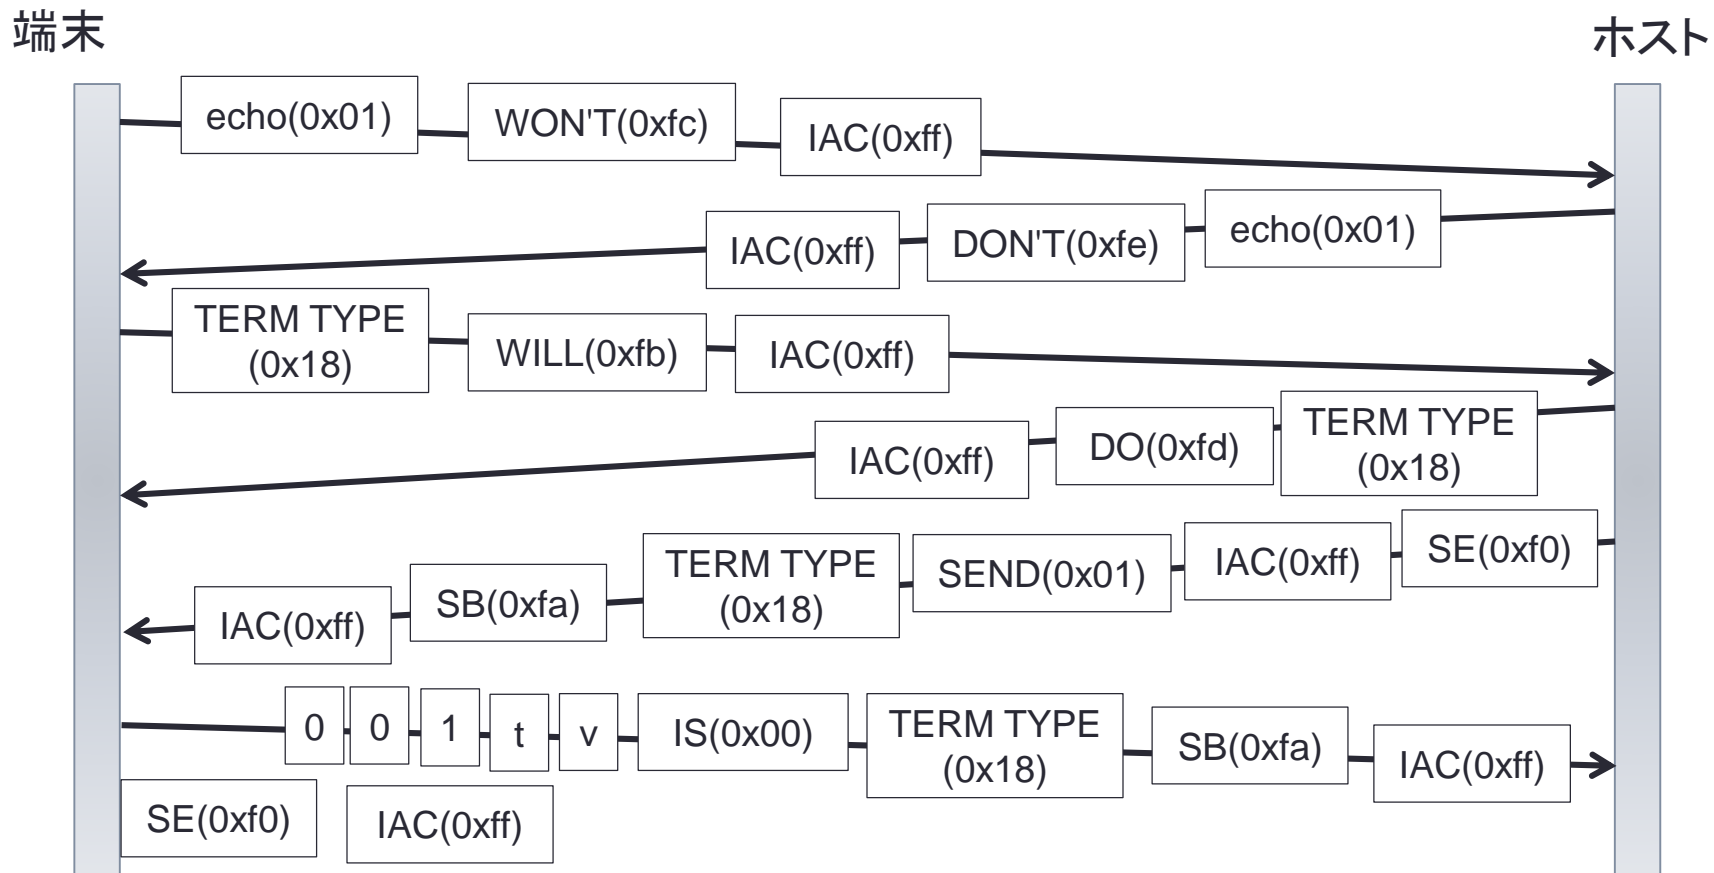 端末
ホスト
echo(0x01)
WON'T(0xfc)
IAC(0xff)
IAC(0xff)
DON'T(0xfe)
echo(0x01)
TERM TYPE
(0x18)
WILL(0xfb)
IAC(0xff)
IAC(0xff)
DO(0xfd)
TERM TYPE
(0x18)
IAC(0xff)
SB(0xfa)
TERM TYPE
(0x18)
SEND(0x01)
IAC(0xff)
SE(0xf0)
0
0
1
t
v
IS(0x00)
TERM TYPE
(0x18)
SB(0xfa)
IAC(0xff)
SE(0xf0)
IAC(0xff)